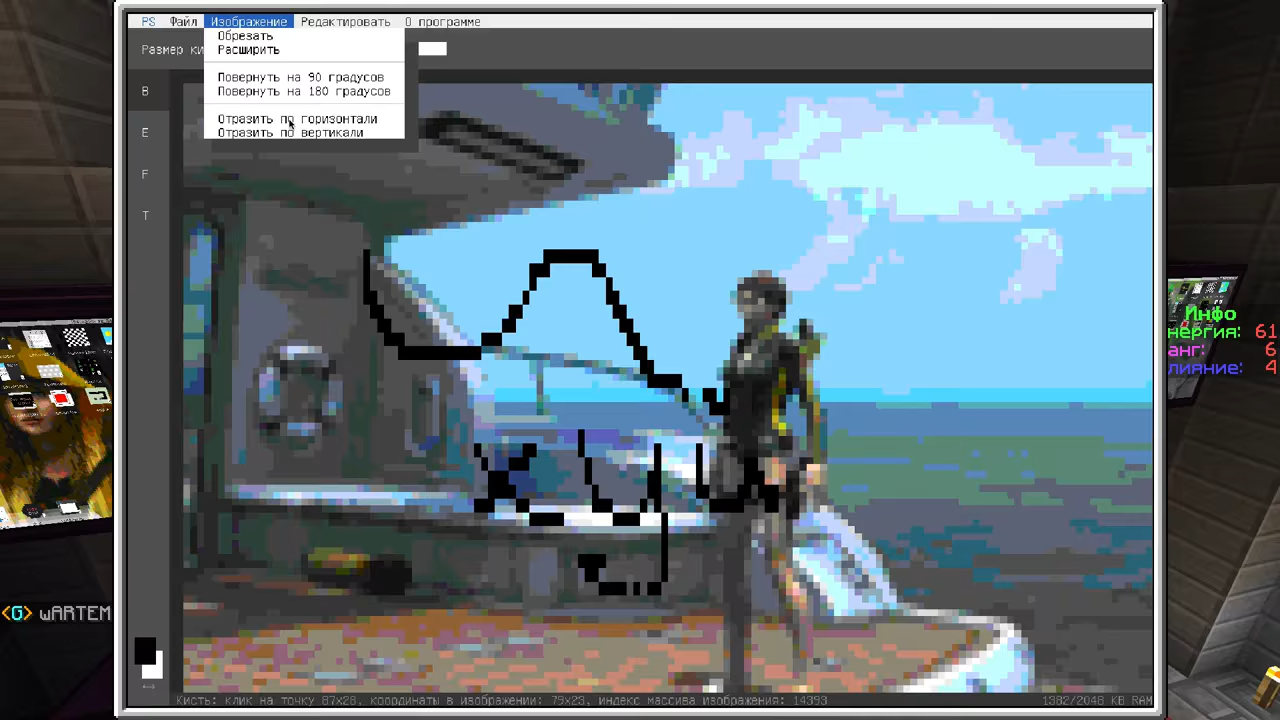 PS Файл Изображение Редактировать О программе
Размер ки
Обрезать
Расширить
Повернуть на 90 градусов
Повернуть на 180 градусов
Отразить по горизонтали
Отразить по вертикали
B
E
F
T
Инфо
нергия: 61
анг: 6
лияние: 4
<G> wARTEM
Кисть: клик на точку 87x28, координаты в изображении: 79x23, индекс массива изображения: 14393
1382/2048 KB RAM